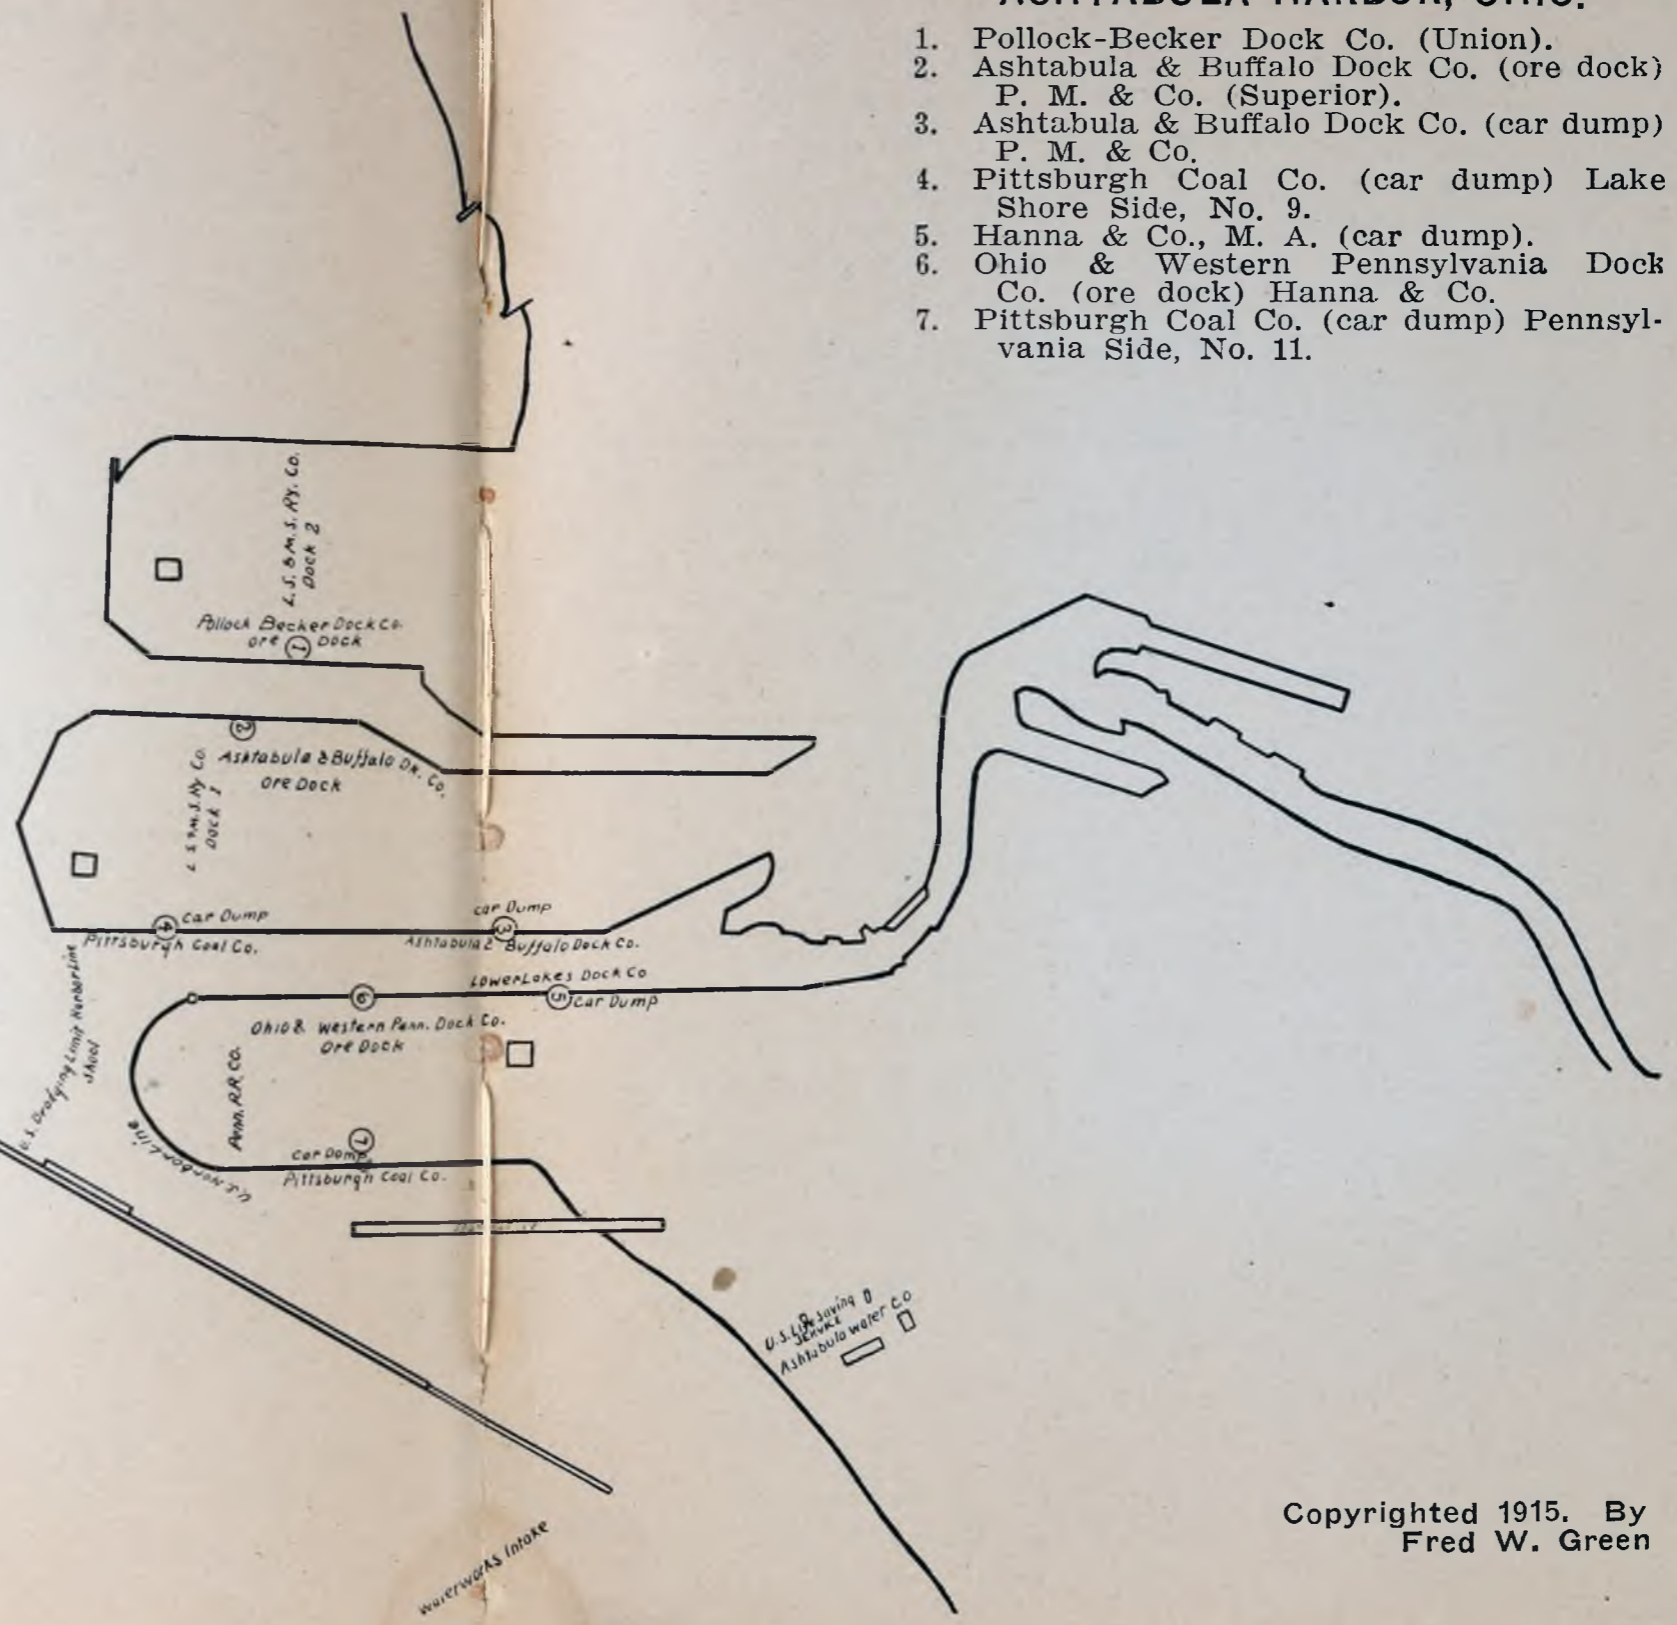 ASHTABULA HARBOR, OHIO.
1. Pollock-Becker Dock Co. (Union).
2. Ashtabula & Buffalo Dock Co. (ore dock)
P. M. & Co. (Superior).
3. Ashtabula & Buffalo Dock Co. (car dump)
P. M. & Co.
4. Pittsburgh Coal Co. (car dump) Lake
Shore Side, No. 9.
5. Hanna & Co., M. A. (car dump).
6. Ohio & Western Pennsylvania Dock
Co. (ore dock) Hanna & Co.
7. Pittsburgh Coal Co. (car dump) Pennsyl-
vania Side, No. 11.
L.S. & M.S. Ry. Co.
Dock 2
Pollock Becker Dock Co.
ore 1 Dock
2
Ashtabula & Buffalo Dk. Co.
Ore Dock
L.S. & M.S. Ry Co.
Dock 1
4 Car Dump
Pittsburgh Coal Co.
car Dump
3
Ashtabula & Buffalo Dock Co.
Lower Lakes Dock Co
5 Car Dump
6
Ohio & Western Penn. Dock Co.
Ore Dock
Penn. R.R. Co.
7
Car Dump
Pittsburgh Coal Co.
U.S. Dredging Limit Harbor Line
Shoal
U.S. Harbor Line
U.S. Life Saving
Service
Ashtabula Water Co
Waterworks Intake
Copyrighted 1915. By
Fred W. Green